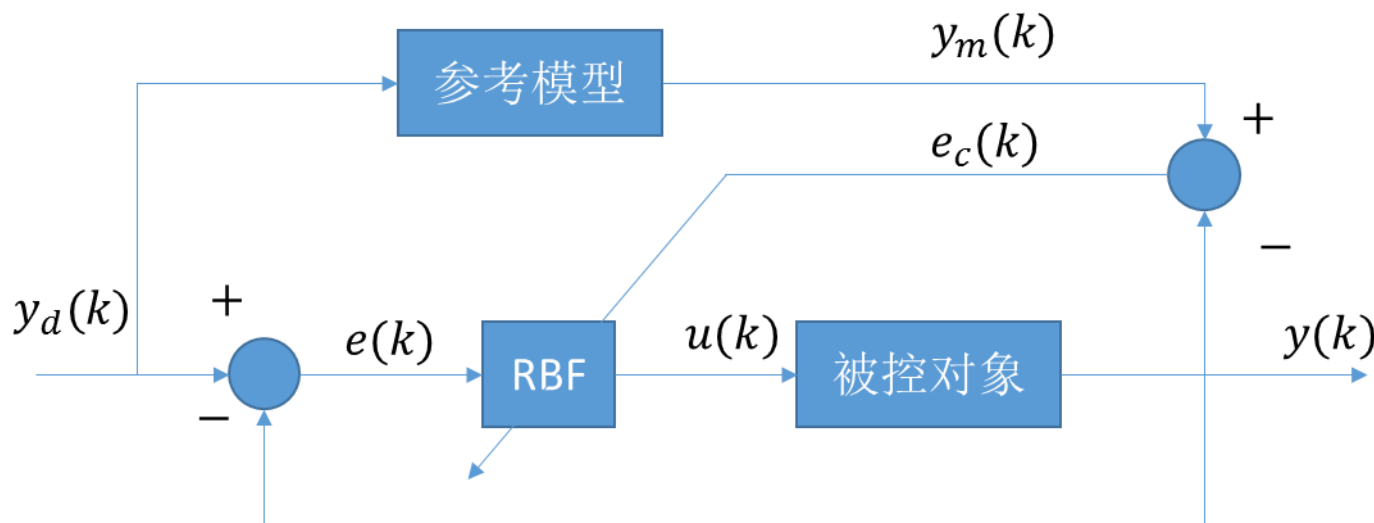 y_m(k)
参考模型
+
e_c(k)
−
y_d(k)
+
e(k)
u(k)
y(k)
RBF
被控对象
−